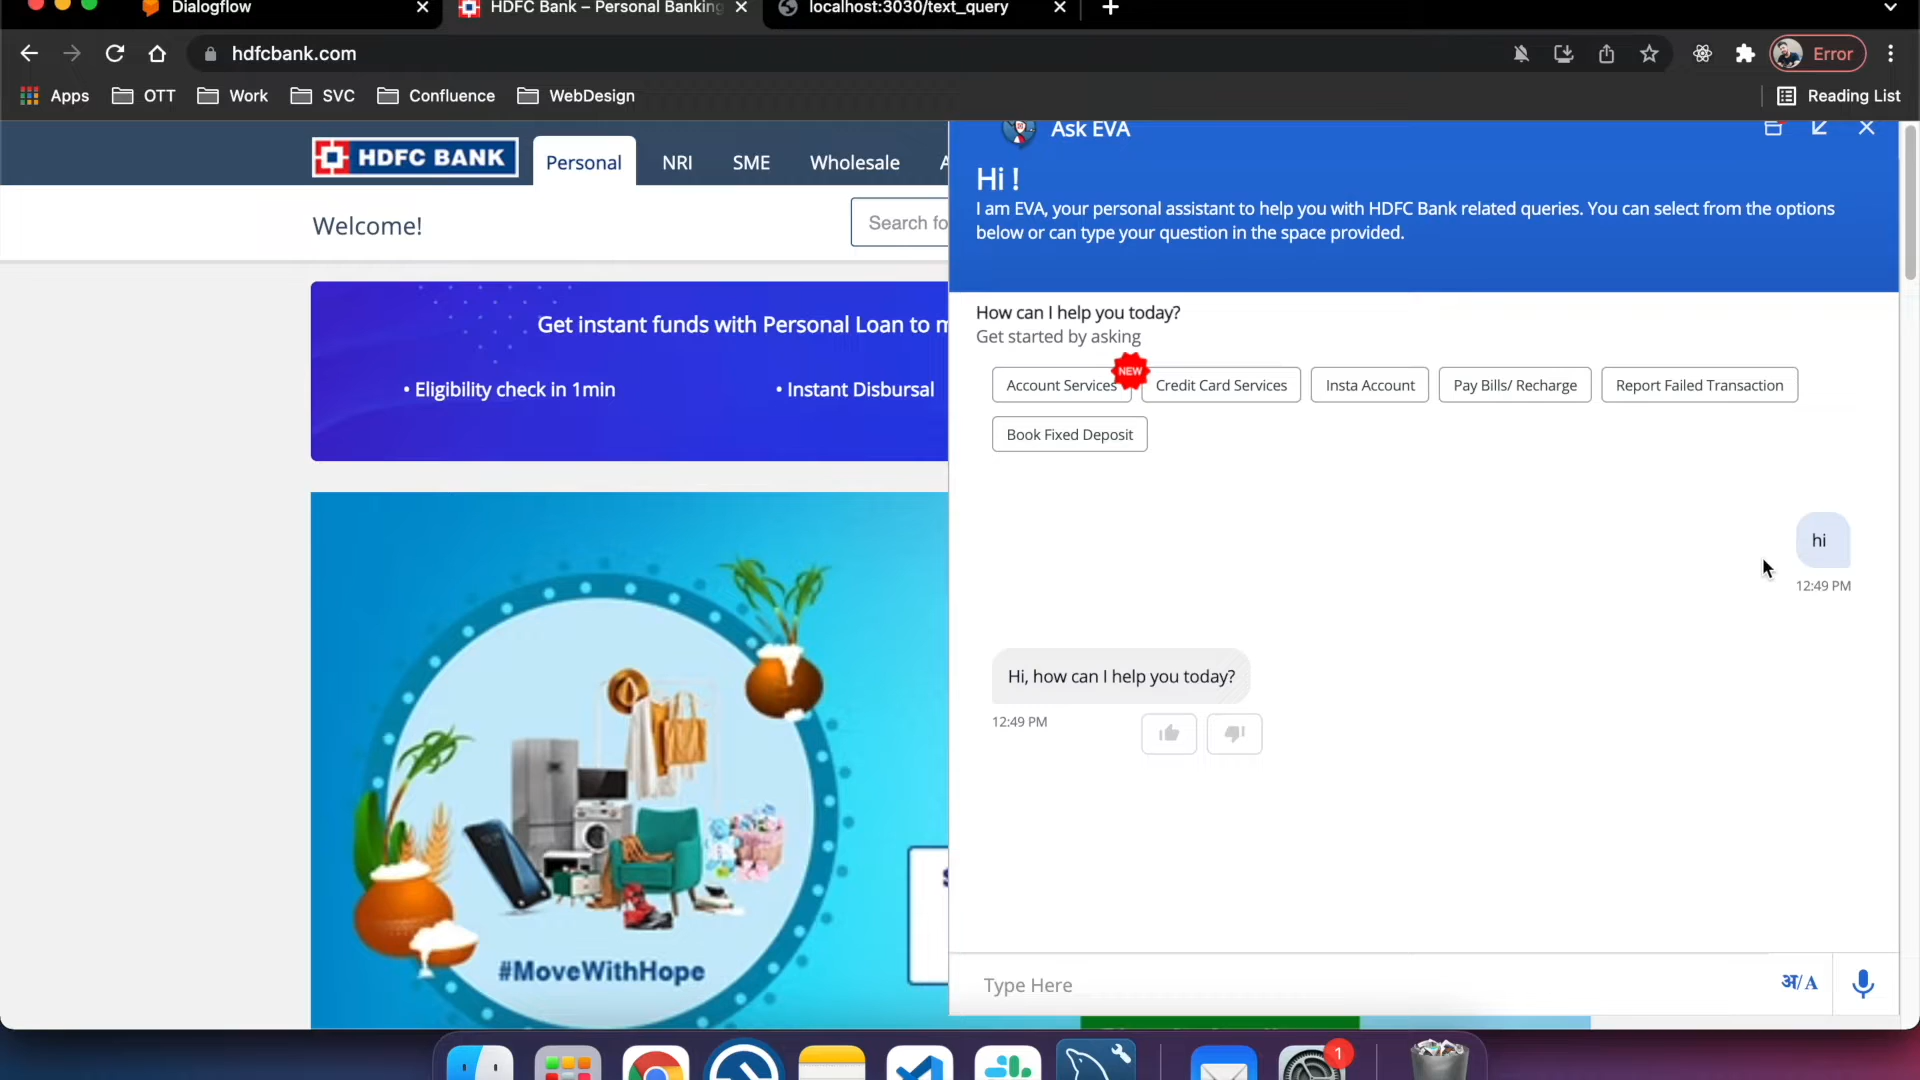 Dialogflow
HDFC Bank – Personal Banking
localhost:3030/text_query
hdfcbank.com
Error
Apps
OTT
Work
SVC
Confluence
WebDesign
Reading List
HDFC BANK
Personal
NRI
SME
Wholesale
A
Welcome!
Search fo
Get instant funds with Personal Loan to m
• Eligibility check in 1min
• Instant Disbursal
#MoveWithHope
S
Ask EVA
Hi !
I am EVA, your personal assistant to help you with HDFC Bank related queries. You can select from the options
below or can type your question in the space provided.
How can I help you today?
Get started by asking
NEW
Account Services
Credit Card Services
Insta Account
Pay Bills/ Recharge
Report Failed Transaction
Book Fixed Deposit
hi
12:49 PM
Hi, how can I help you today?
12:49 PM
Type Here
अ/A
1